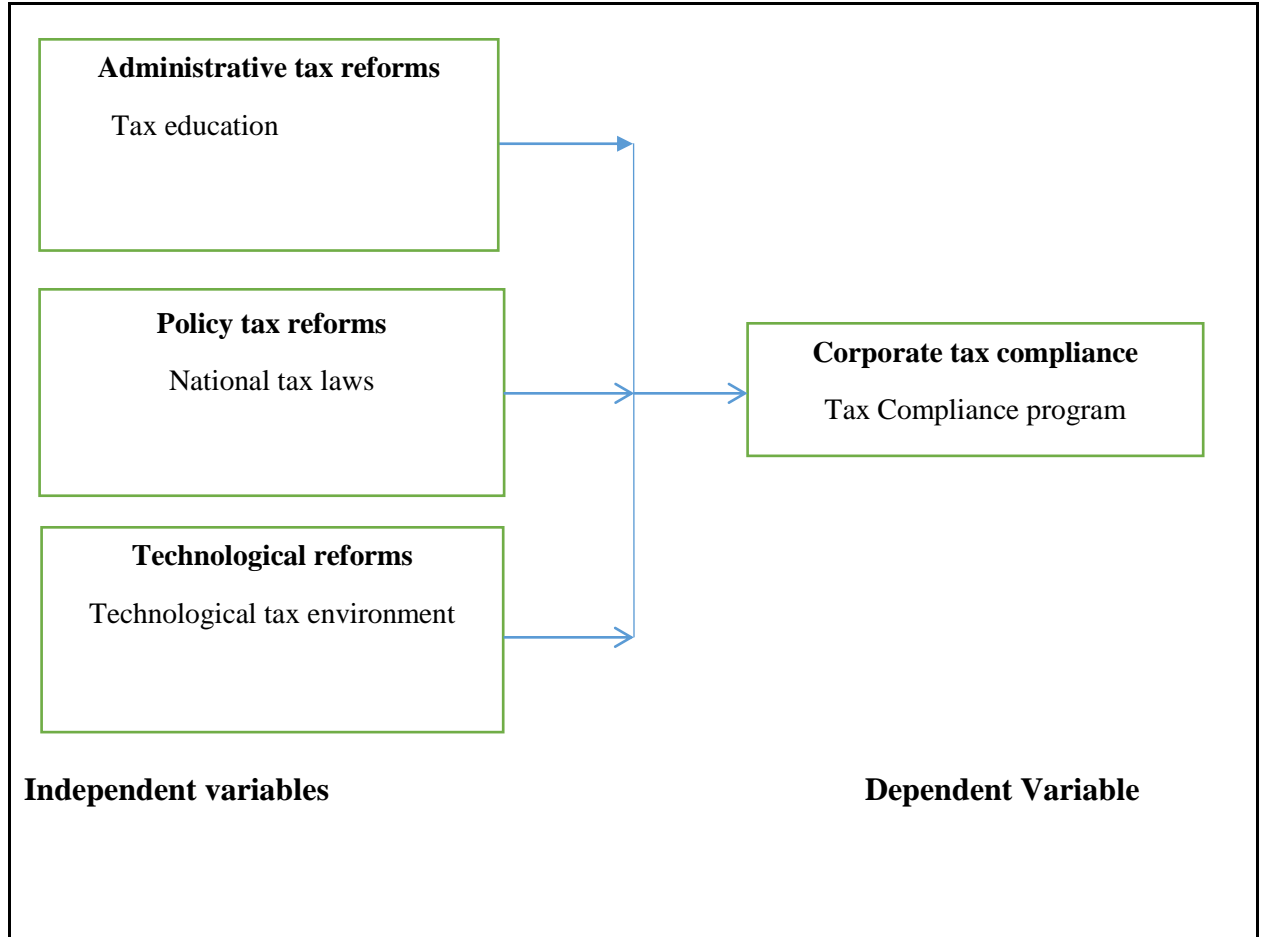 Administrative tax reforms
Tax education
Policy tax reforms
National tax laws
Technological reforms
Technological tax environment
Corporate tax compliance
Tax Compliance program
Independent variables
Dependent Variable